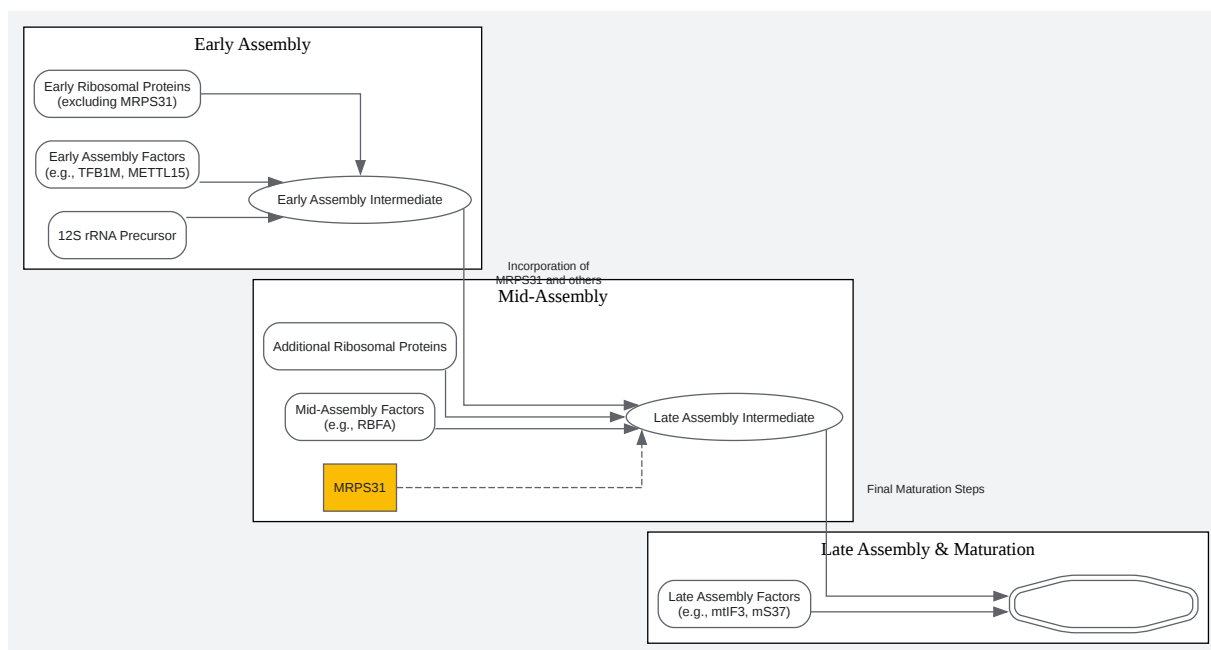 Early Assembly
Early Ribosomal Proteins
(excluding MRPS31)
Early Assembly Factors
(e.g., TFB1M, METTL15)
Early Assembly Intermediate
12S rRNA Precursor
Incorporation of
MRPS31 and others
Mid-Assembly
Additional Ribosomal Proteins
Mid-Assembly Factors
(e.g., RBFA)
Late Assembly Intermediate
MRPS31
Final Maturation Steps
Late Assembly & Maturation
Late Assembly Factors
(e.g., mtIF3, mS37)